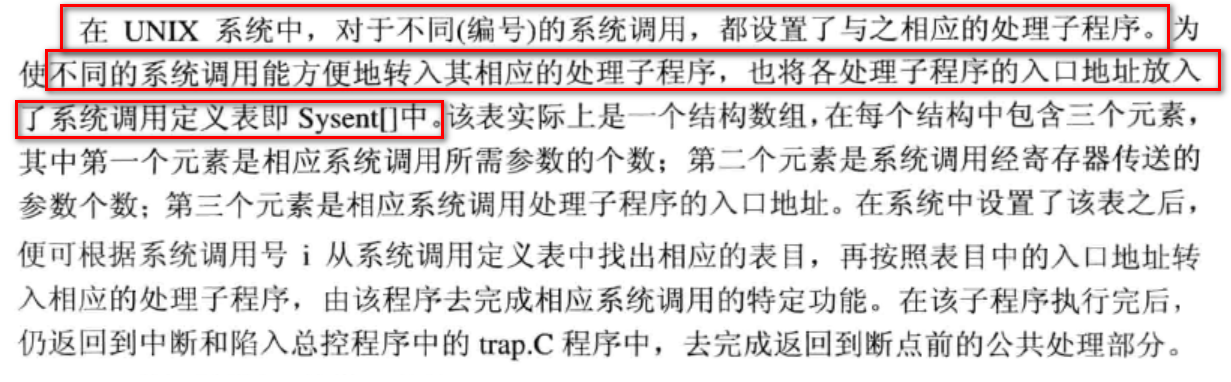 在 UNIX 系统中，对于不同(编号)的系统调用，都设置了与之相应的处理子程序。为
使不同的系统调用能方便地转入其相应的处理子程序，也将各处理子程序的入口地址放入
了系统调用定义表即 Sysent[]中。该表实际上是一个结构数组，在每个结构中包含三个元素，
其中第一个元素是相应系统调用所需参数的个数；第二个元素是系统调用经寄存器传送的
参数个数；第三个元素是相应系统调用处理子程序的入口地址。在系统中设置了该表之后，
便可根据系统调用号 i 从系统调用定义表中找出相应的表目，再按照表目中的入口地址转
入相应的处理子程序，由该程序去完成相应系统调用的特定功能。在该子程序执行完后，
仍返回到中断和陷入总控程序中的 trap.C 程序中，去完成返回到断点前的公共处理部分。